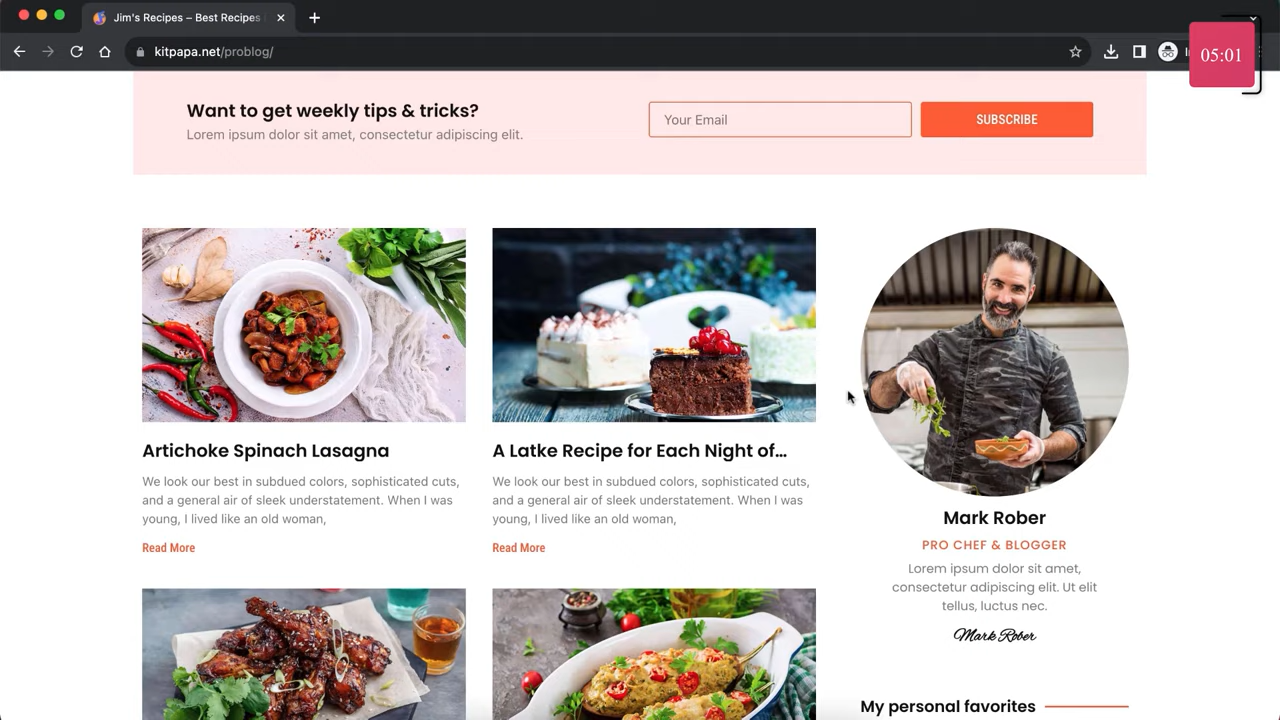 Jim's Recipes – Best Recipes
kitpapa.net/problog/
05:01
Want to get weekly tips & tricks?
Lorem ipsum dolor sit amet, consectetur adipiscing elit.
Your Email
SUBSCRIBE
Artichoke Spinach Lasagna
We look our best in subdued colors, sophisticated cuts,
and a general air of sleek understatement. When I was
young, I lived like an old woman,
Read More
A Latke Recipe for Each Night of...
We look our best in subdued colors, sophisticated cuts,
and a general air of sleek understatement. When I was
young, I lived like an old woman,
Read More
Mark Rober
PRO CHEF & BLOGGER
Lorem ipsum dolor sit amet,
consectetur adipiscing elit. Ut elit
tellus, luctus nec.
Mark Rober
My personal favorites